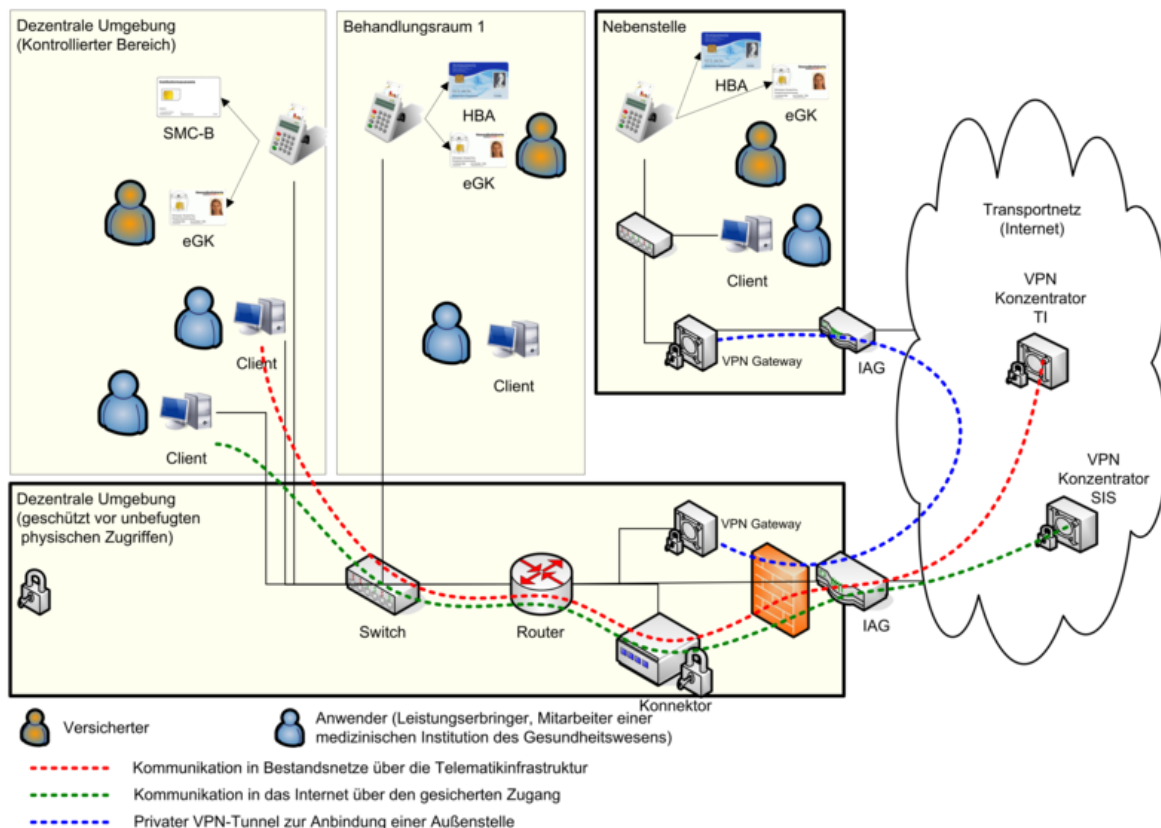 Dezentrale Umgebung
(Kontrollierter Bereich)
SMC-B
eGK
Client
Client
Behandlungsraum 1
HBA
eGK
Client
Nebenstelle
HBA
eGK
Client
VPN Gateway
IAG
Transportnetz
(Internet)
VPN
Konzentrator
TI
VPN
Konzentrator
SIS
Dezentrale Umgebung
(geschützt vor unbefugten
physischen Zugriffen)
VPN Gateway
Switch
Router
Konnektor
IAG
Versicherter
Anwender (Leistungserbringer, Mitarbeiter einer
medizinischen Institution des Gesundheitswesens)
Kommunikation in Bestandsnetze über die Telematikinfrastruktur
Kommunikation in das Internet über den gesicherten Zugang
Privater VPN-Tunnel zur Anbindung einer Außenstelle